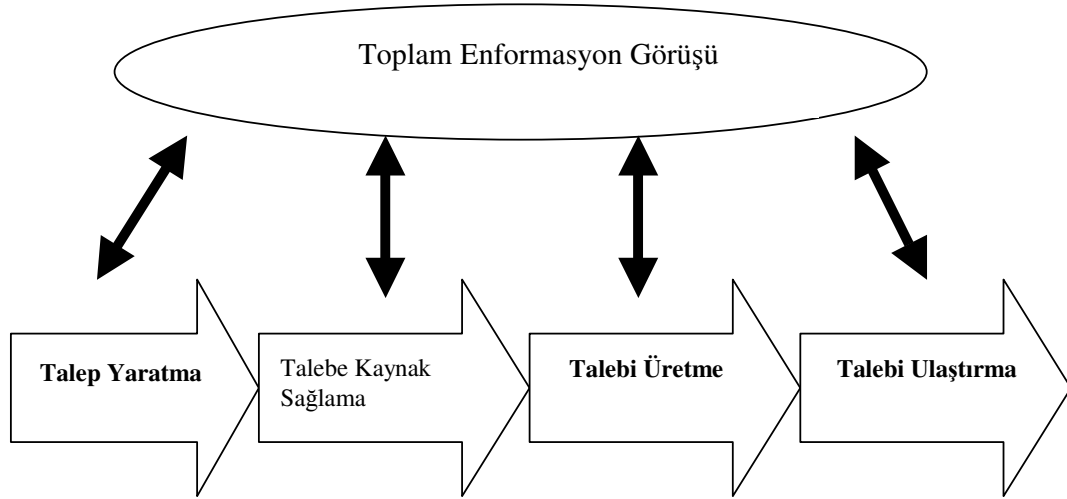 Toplam Enformasyon Görüşü
Talep Yaratma
Talebe Kaynak
Sağlama
Talebi Üretme
Talebi Ulaştırma